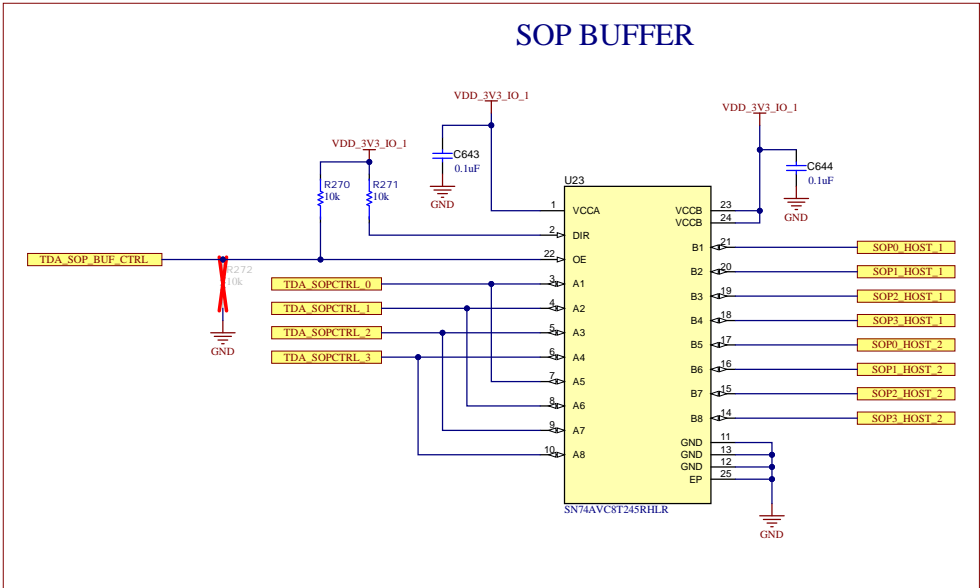 SOP BUFFER
VDD_3V3_IO_1
VDD_3V3_IO_1
VDD_3V3_IO_1
C643
0.1uF
GND
C644
0.1uF
GND
R270
10k
R271
10k
U23
1 VCCA
2 DIR
22 OE
3 A1
4 A2
5 A3
6 A4
7 A5
8 A6
9 A7
10 A8
VCCB 23
VCCB 24
B1 21 SOP0_HOST_1
B2 20 SOP1_HOST_1
B3 19 SOP2_HOST_1
B4 18 SOP3_HOST_1
B5 17 SOP0_HOST_2
B6 16 SOP1_HOST_2
B7 15 SOP2_HOST_2
B8 14 SOP3_HOST_2
GND 11
GND 13
GND 12
EP 25
TDA_SOP_BUF_CTRL
R272
10k
GND
TDA_SOPCTRL_0
TDA_SOPCTRL_1
TDA_SOPCTRL_2
TDA_SOPCTRL_3
SN74AVC8T245RHLR
GND